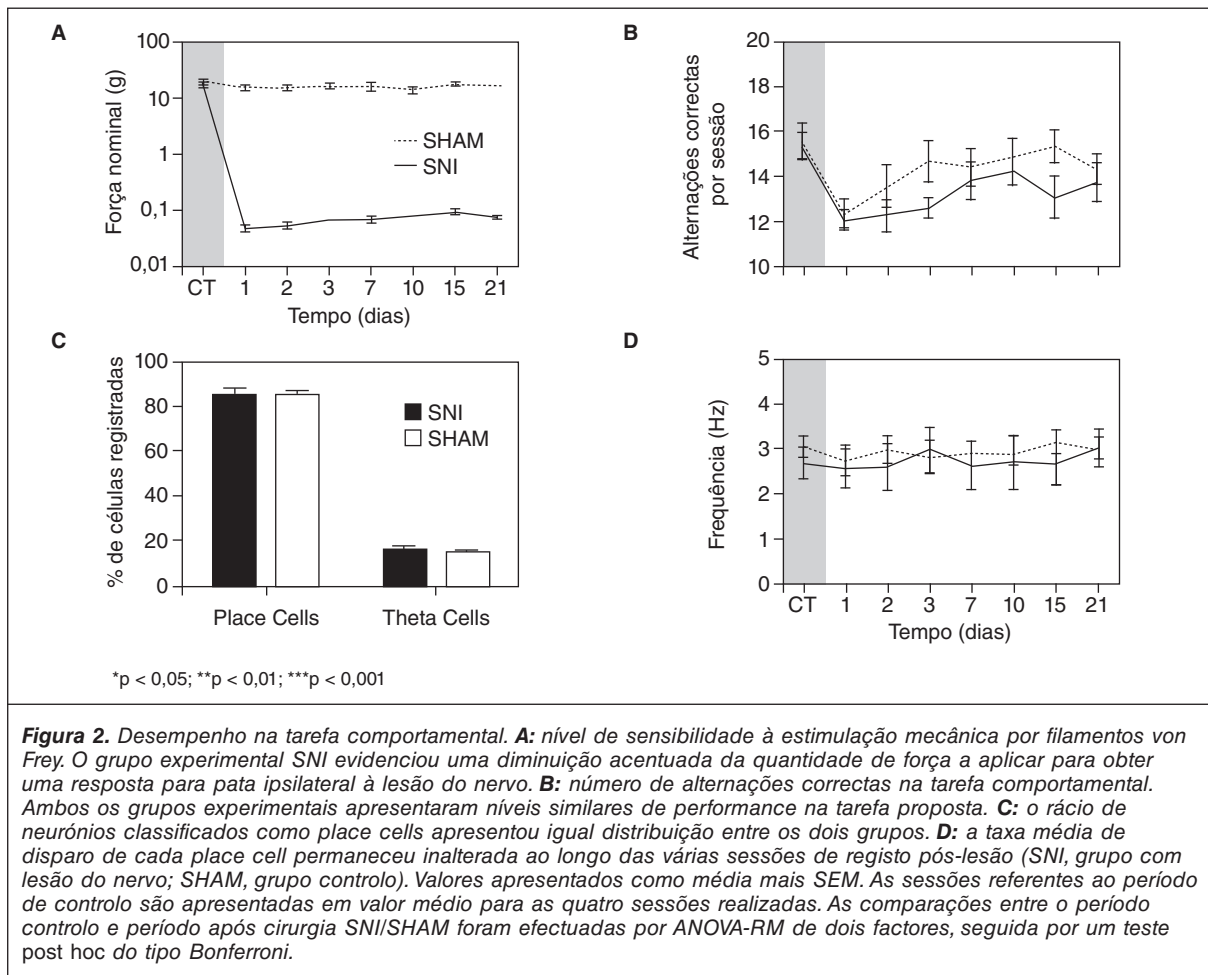 A
100
10
1
0,1
0,01
Força nominal (g)
SHAM
SNI
CT 1 2 3 7 10 15 21
Tempo (dias)
B
20
18
16
14
12
10
Alternações correctas
por sessão
C
100
80
60
40
20
0
% de células registradas
SNI
SHAM
Place Cells Theta Cells
D
5
4
3
2
1
0
Frequência (Hz)
CT 1 2 3 7 10 15 21
Tempo (dias)
*p < 0,05; **p < 0,01; ***p < 0,001
Figura 2. Desempenho na tarefa comportamental. A: nível de sensibilidade à estimulação mecânica por filamentos von
Frey. O grupo experimental SNI evidenciou uma diminuição acentuada da quantidade de força a aplicar para obter
uma resposta para pata ipsilateral à lesão do nervo. B: número de alternações correctas na tarefa comportamental.
Ambos os grupos experimentais apresentaram níveis similares de performance na tarefa proposta. C: o rácio de
neurónios classificados como place cells apresentou igual distribuição entre os dois grupos. D: a taxa média de
disparo de cada place cell permaneceu inalterada ao longo das várias sessões de registo pós-lesão (SNI, grupo com
lesão do nervo; SHAM, grupo controlo). Valores apresentados como média mais SEM. As sessões referentes ao período
de controlo são apresentadas em valor médio para as quatro sessões realizadas. As comparações entre o período
controlo e período após cirurgia SNI/SHAM foram efectuadas por ANOVA-RM de dois factores, seguida por um teste
post hoc do tipo Bonferroni.